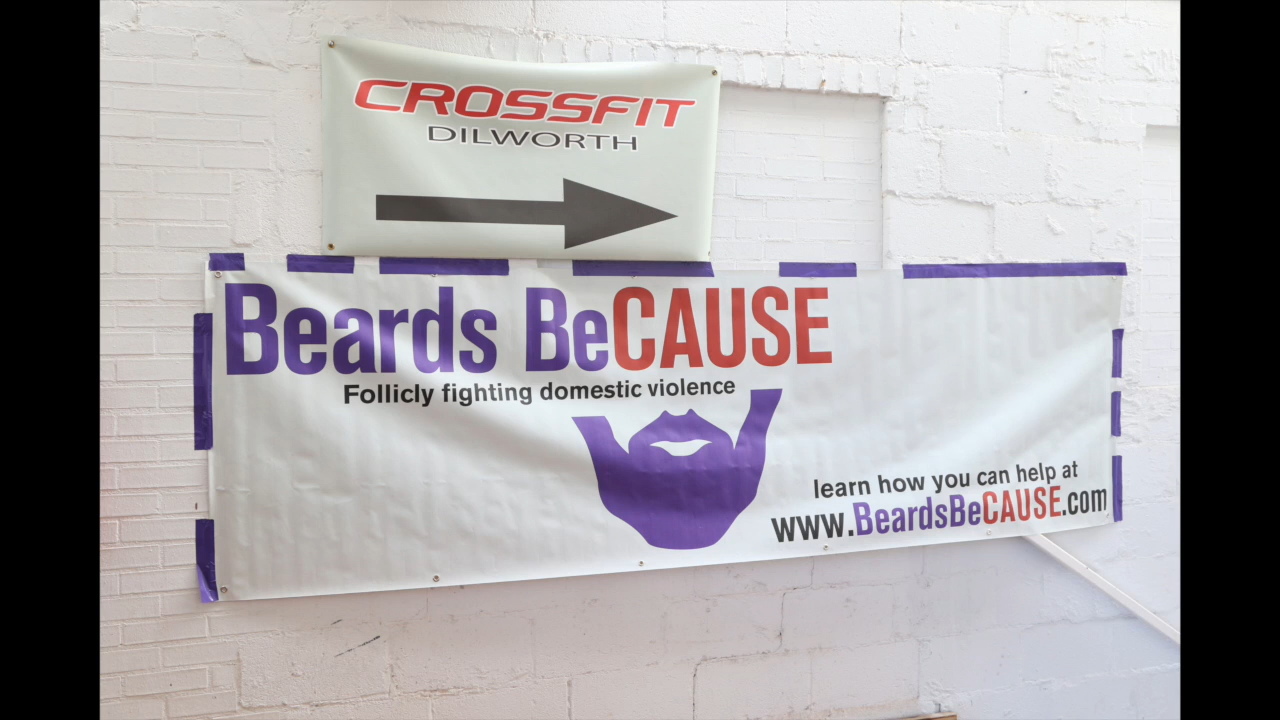 CROSSFIT
DILWORTH
Beards BeCAUSE
Follicly fighting domestic violence
learn how you can help at
www.BeardsBeCAUSE.com